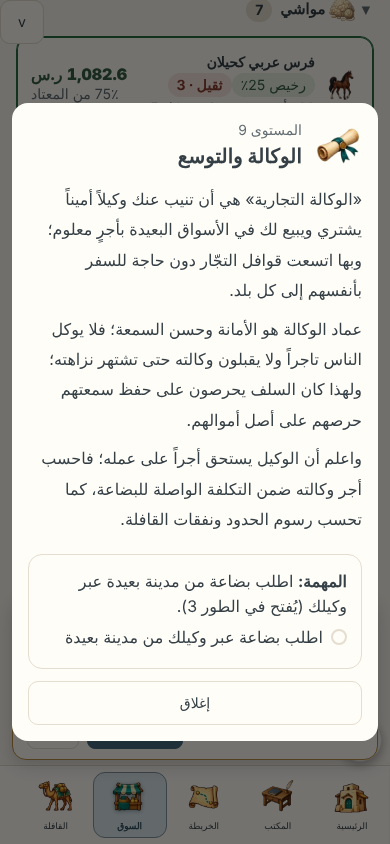 ▼ مواشي 7
v
فرس عربي كحيلان
1,082.6 ر.س
رخيص 25٪
ثقيل · 3
75٪ من المعتاد
المستوى 9
الوكالة والتوسع
«الوكالة التجارية» هي أن تنيب عنك وكيلاً أميناً
يشتري ويبيع لك في الأسواق البعيدة بأجرٍ معلوم؛
وبها اتسعت قوافل التجّار دون حاجة للسفر
بأنفسهم إلى كل بلد.
عماد الوكالة هو الأمانة وحسن السمعة؛ فلا يوكل
الناس تاجراً ولا يقبلون وكالته حتى تشتهر نزاهته؛
ولهذا كان السلف يحرصون على حفظ سمعتهم
حرصهم على أصل أموالهم.
واعلم أن الوكيل يستحق أجراً على عمله؛ فاحسب
أجر وكالته ضمن التكلفة الواصلة للبضاعة، كما
تحسب رسوم الحدود ونفقات القافلة.
المهمة: اطلب بضاعة من مدينة بعيدة عبر
وكيلك (يُفتح في الطور 3).
اطلب بضاعة عبر وكيلك من مدينة بعيدة
إغلاق
الرئيسية
المكتب
الخريطة
السوق
القافلة